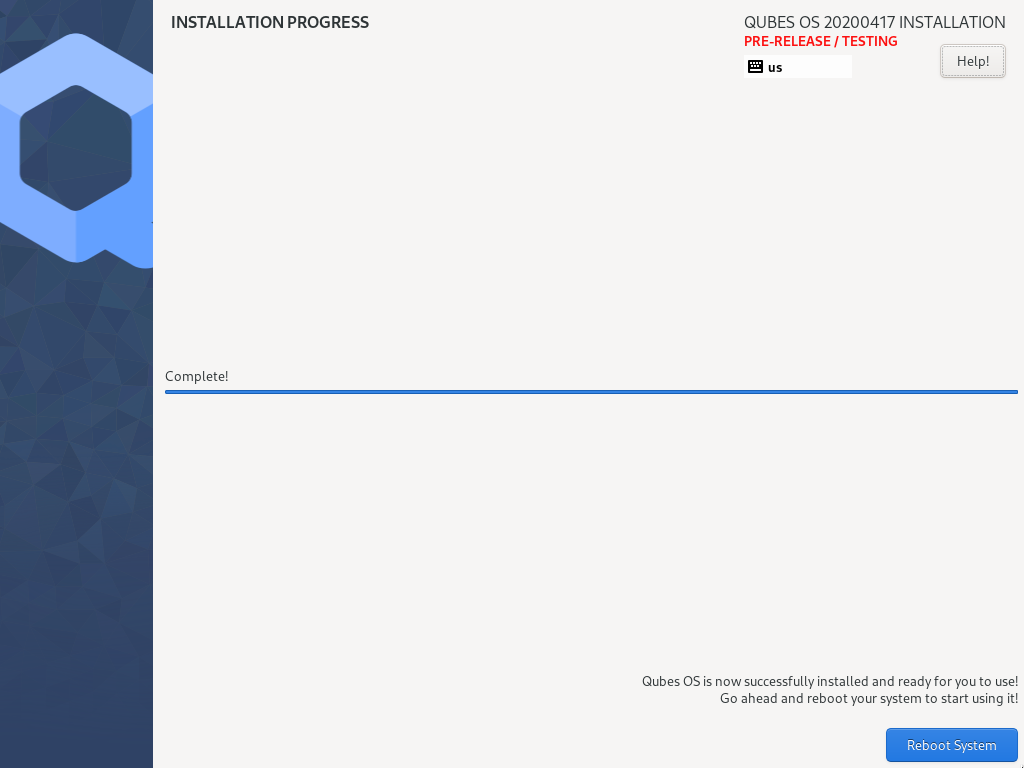 INSTALLATION PROGRESS
QUBES OS 20200417 INSTALLATION
PRE-RELEASE / TESTING
us
Help!
Complete!
Qubes OS is now successfully installed and ready for you to use!
Go ahead and reboot your system to start using it!
Reboot System